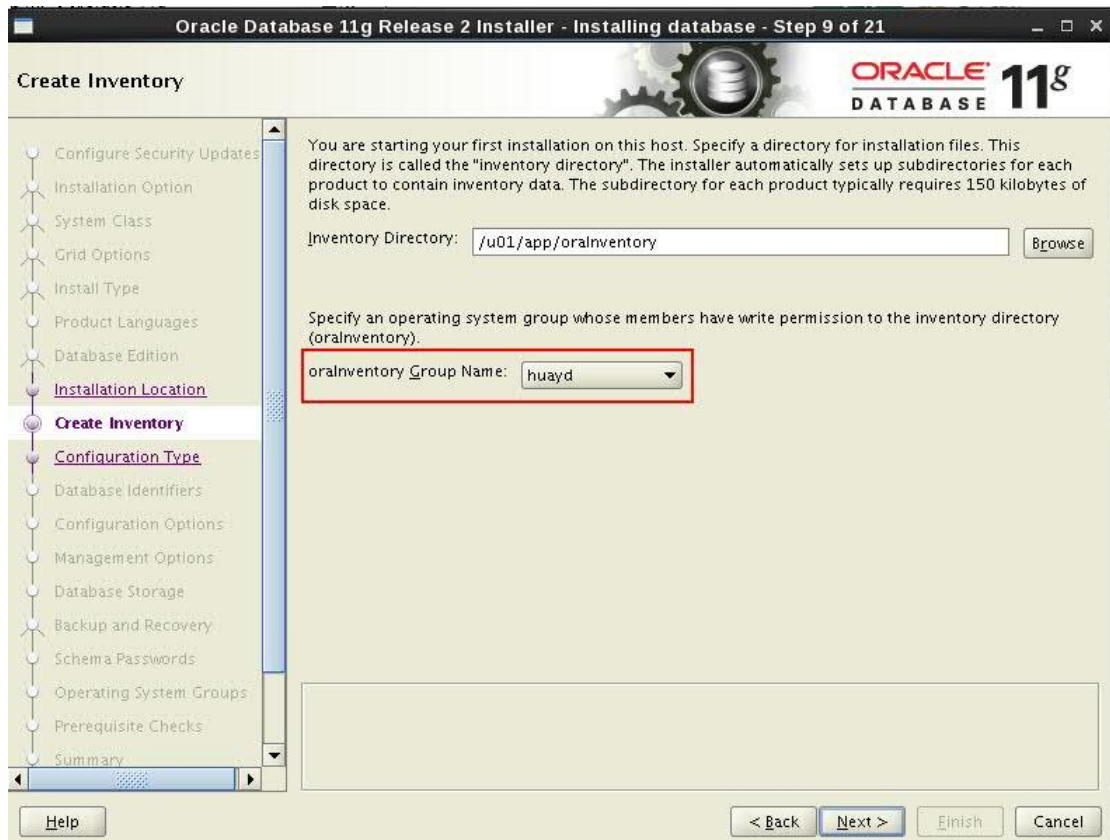 Oracle Database 11g Release 2 Installer - Installing database - Step 9 of 21
Create Inventory
ORACLE
DATABASE
11g
Configure Security Updates
Installation Option
System Class
Grid Options
Install Type
Product Languages
Database Edition
Installation Location
Create Inventory
Configuration Type
Database Identifiers
Configuration Options
Management Options
Database Storage
Backup and Recovery
Schema Passwords
Operating System Groups
Prerequisite Checks
Summary
You are starting your first installation on this host. Specify a directory for installation files. This
directory is called the "inventory directory". The installer automatically sets up subdirectories for each
product to contain inventory data. The subdirectory for each product typically requires 150 kilobytes of
disk space.
Inventory Directory: /u01/app/oraInventory Browse
Specify an operating system group whose members have write permission to the inventory directory
(oraInventory).
oraInventory Group Name: huayd
Help < Back Next > Finish Cancel